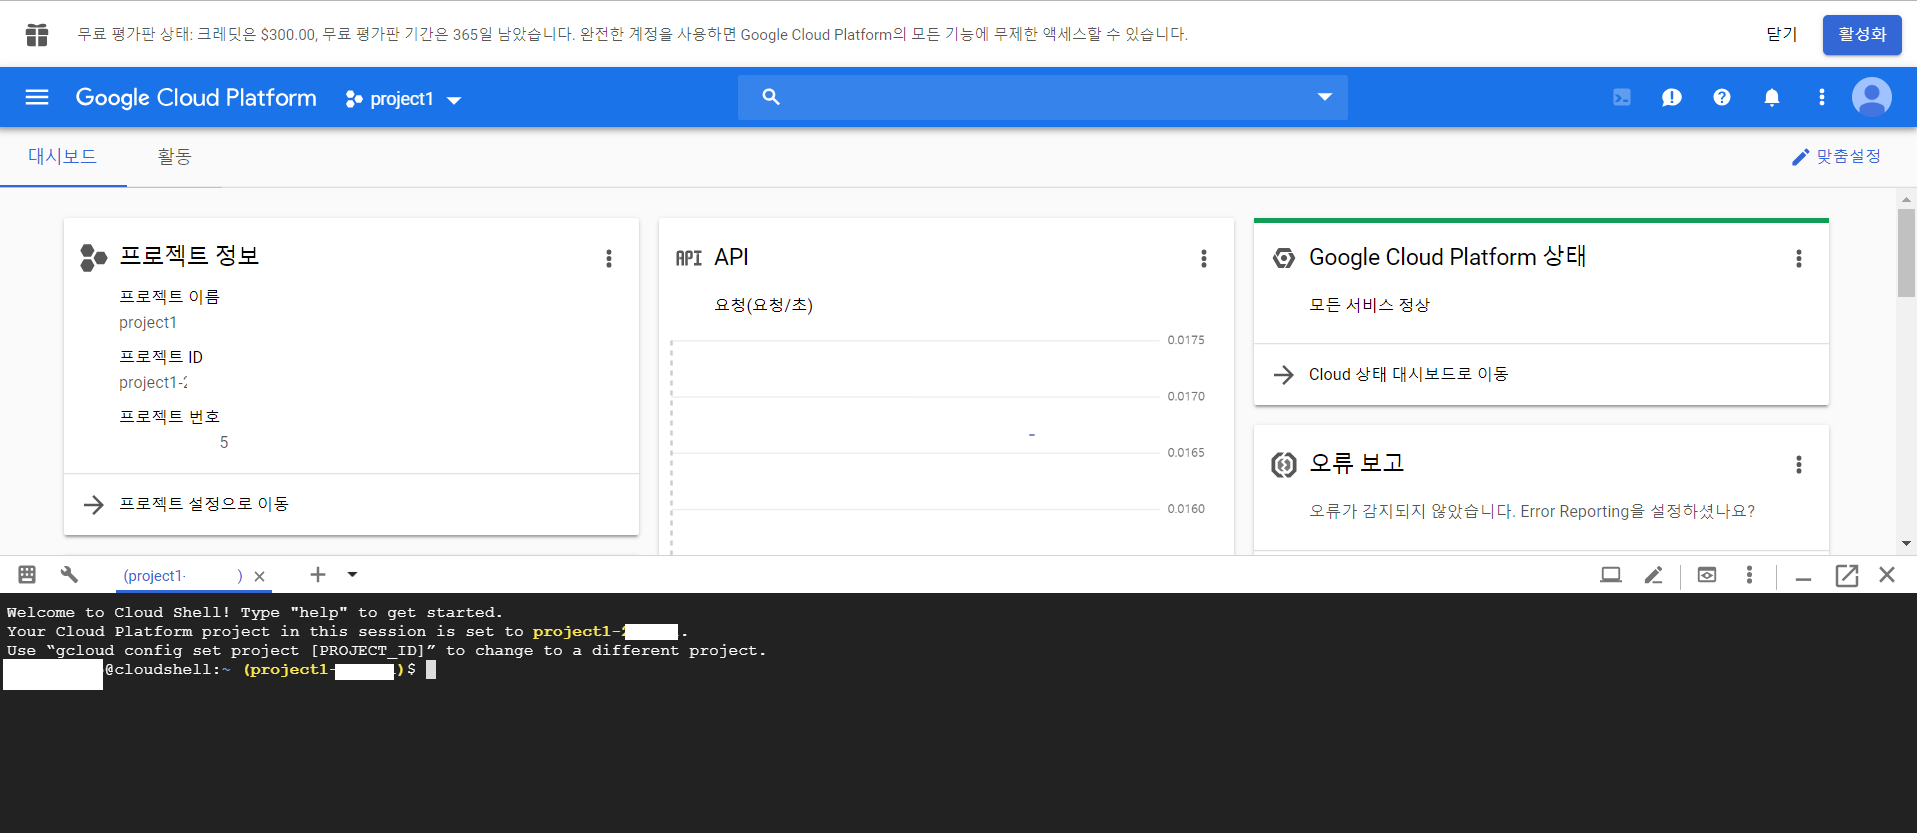 무료 평가판 상태: 크레딧은 $300.00, 무료 평가판 기간은 365일 남았습니다. 완전한 계정을 사용하면 Google Cloud Platform의 모든 기능에 무제한 액세스할 수 있습니다.
닫기
활성화
Google Cloud Platform
project1
대시보드
활동
맞춤설정
프로젝트 정보
프로젝트 이름
project1
프로젝트 ID
project1-2
프로젝트 번호
5
프로젝트 설정으로 이동
API
API
요청(요청/초)
0.0175
0.0170
0.0165
0.0160
Google Cloud Platform 상태
모든 서비스 정상
Cloud 상태 대시보드로 이동
오류 보고
오류가 감지되지 않았습니다. Error Reporting을 설정하셨나요?
(project1- )
Welcome to Cloud Shell! Type "help" to get started.
Your Cloud Platform project in this session is set to project1-2 .
Use “gcloud config set project [PROJECT_ID]” to change to a different project.
@cloudshell:~ (project1- )$